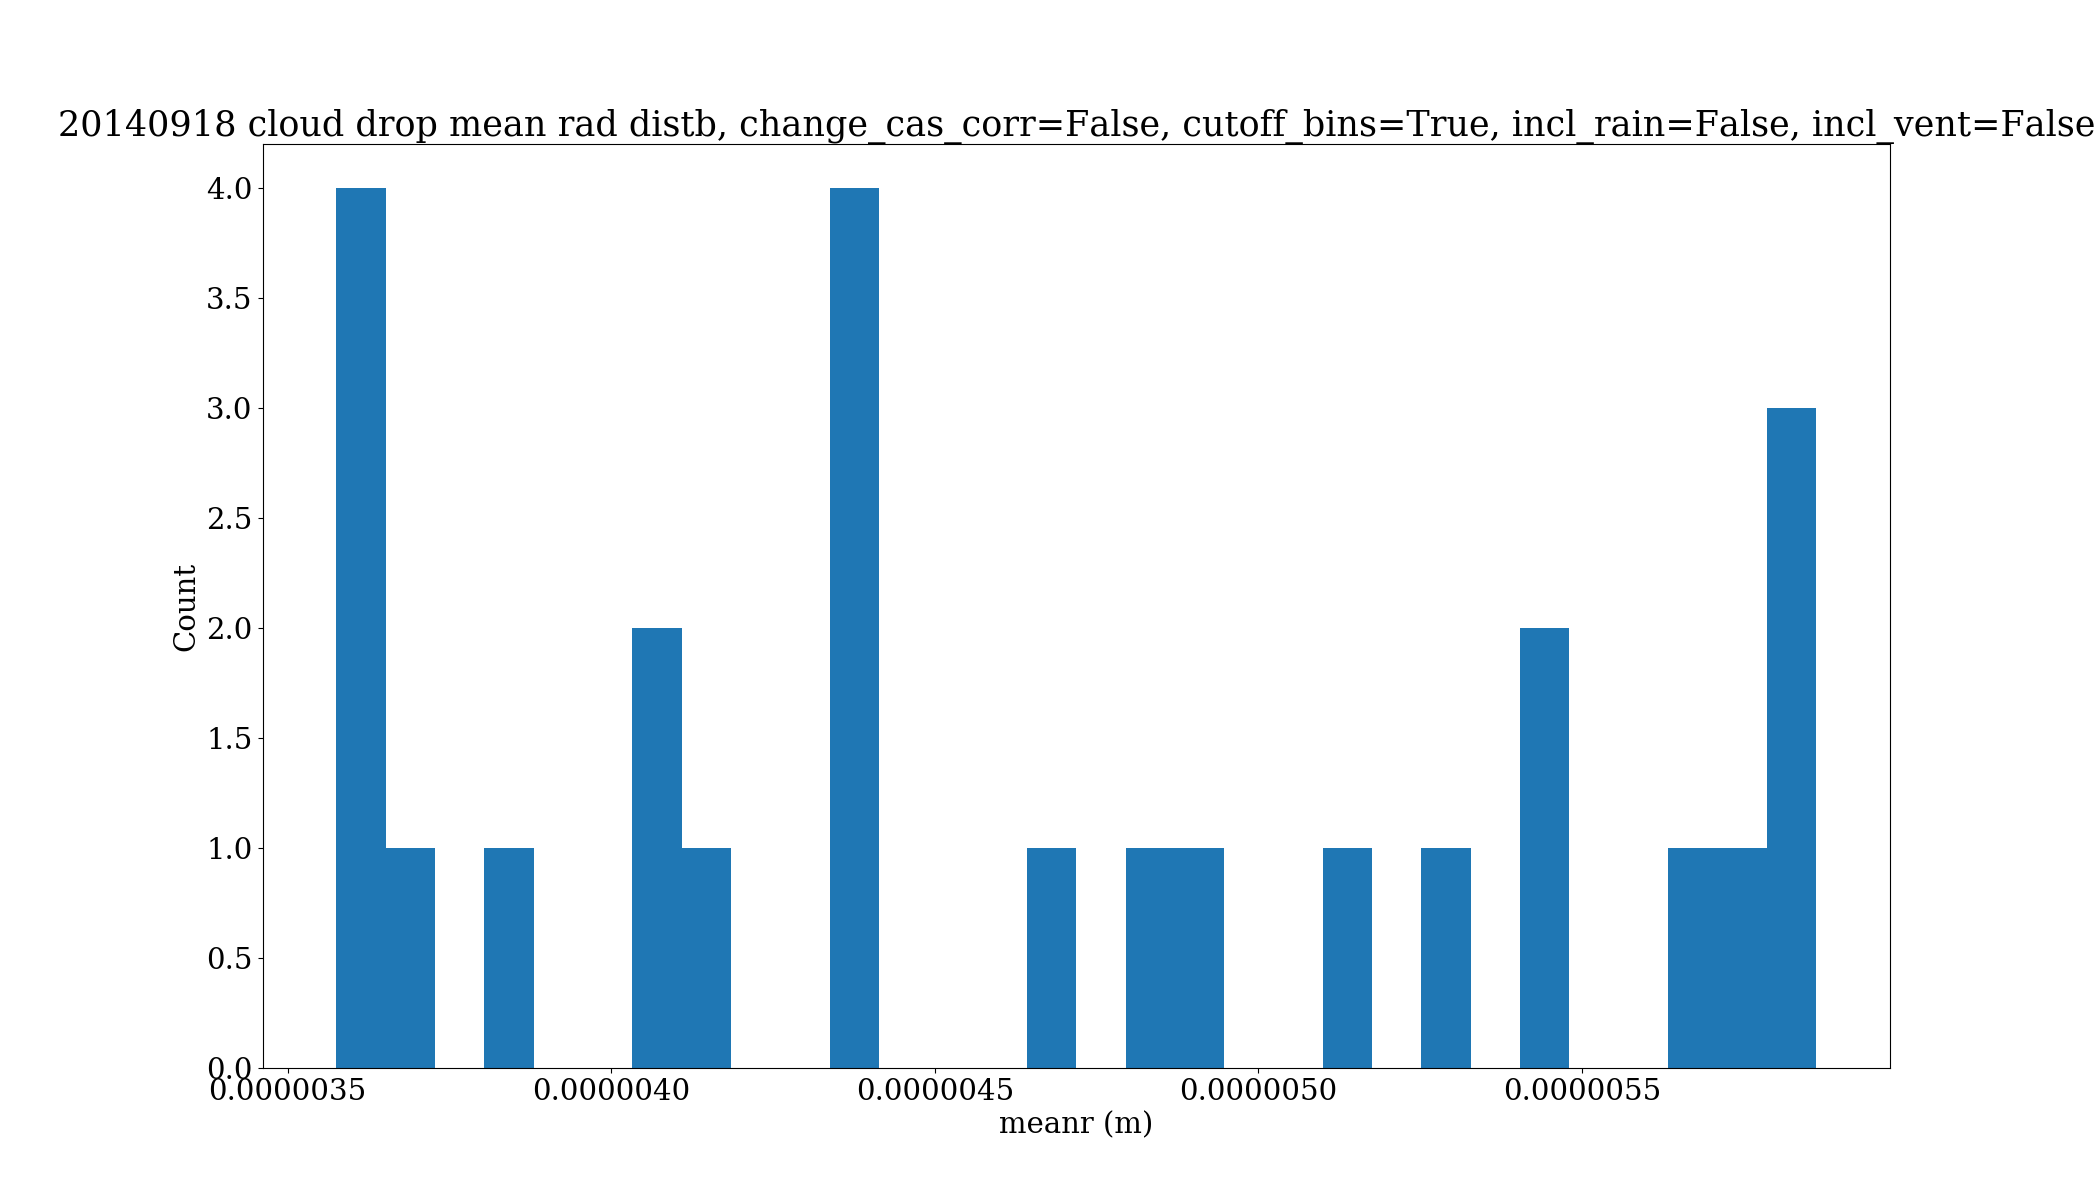 20140918 cloud drop mean rad distb, change_cas_corr=False, cutoff_bins=True, incl_rain=False, incl_vent=False
4.0
3.5
3.0
2.5
2.0
1.5
1.0
0.5
0.0
Count
0.0000035 0.0000040 0.0000045 0.0000050 0.0000055
meanr (m)